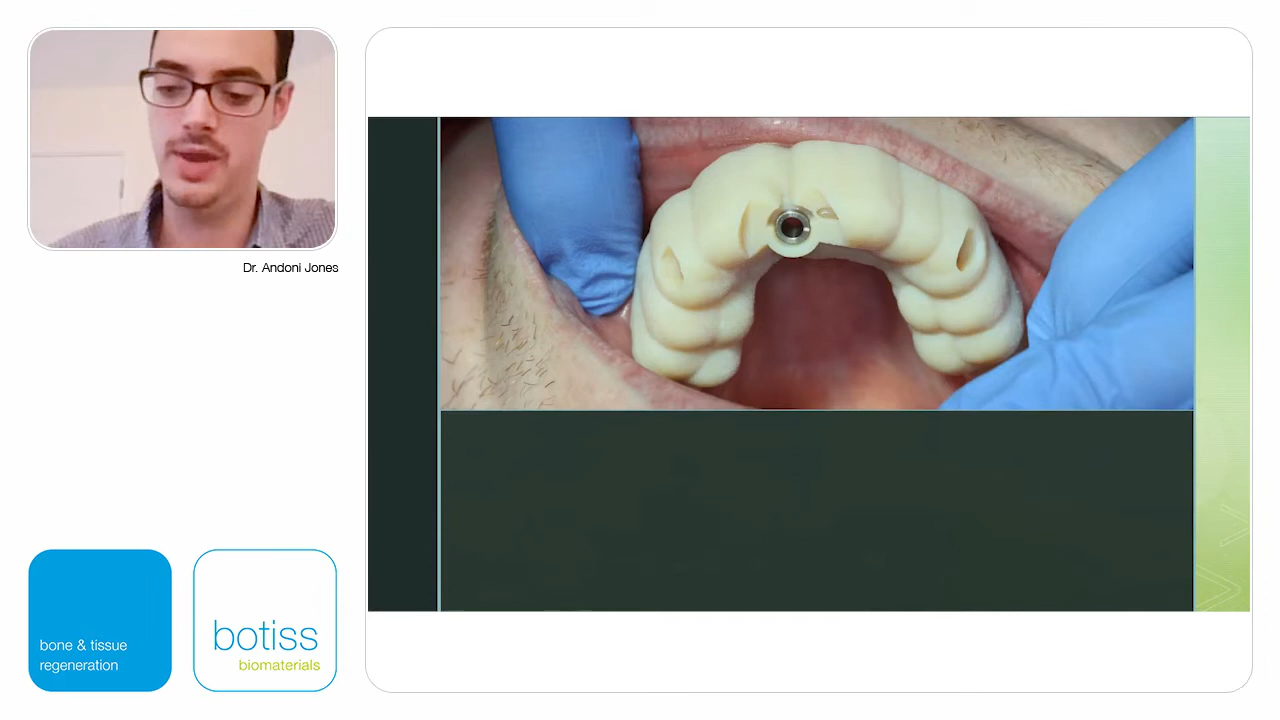 Dr. Andoni Jones
bone & tissue
regeneration
botiss
biomaterials